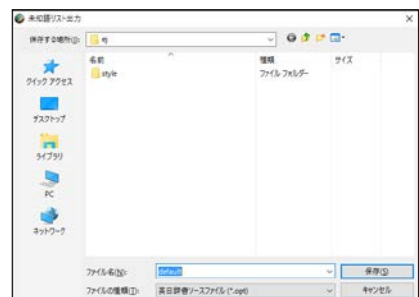 未知語リスト出力
保存する場所(I):
ej
名前
種類
サイズ
style
ファイル フォルダー
クイック アクセス
デスクトップ
ライブラリ
PC
ネットワーク
ファイル名(N):
default
保存(S)
ファイルの種類(T):
英日辞書ソースファイル (*.opt)
キャンセル